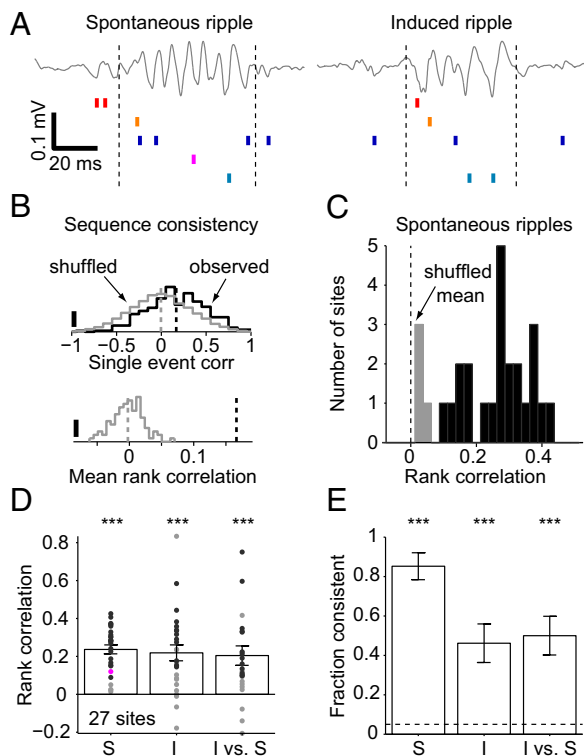 A
Spontaneous ripple
Induced ripple
0.1 mV
20 ms
B
Sequence consistency
shuffled
observed
−1 −0.5 0 0.5 1
Single event corr
0 0.1
Mean rank correlation
C
Spontaneous ripples
shuffled
mean
Number of sites
5
4
3
2
1
0
0 0.2 0.4
Rank correlation
D
*** *** ***
Rank correlation
0.8
0.6
0.4
0.2
0
−0.2
27 sites
S I I vs. S
E
*** *** ***
Fraction consistent
1
0.8
0.6
0.4
0.2
0
S I I vs. S